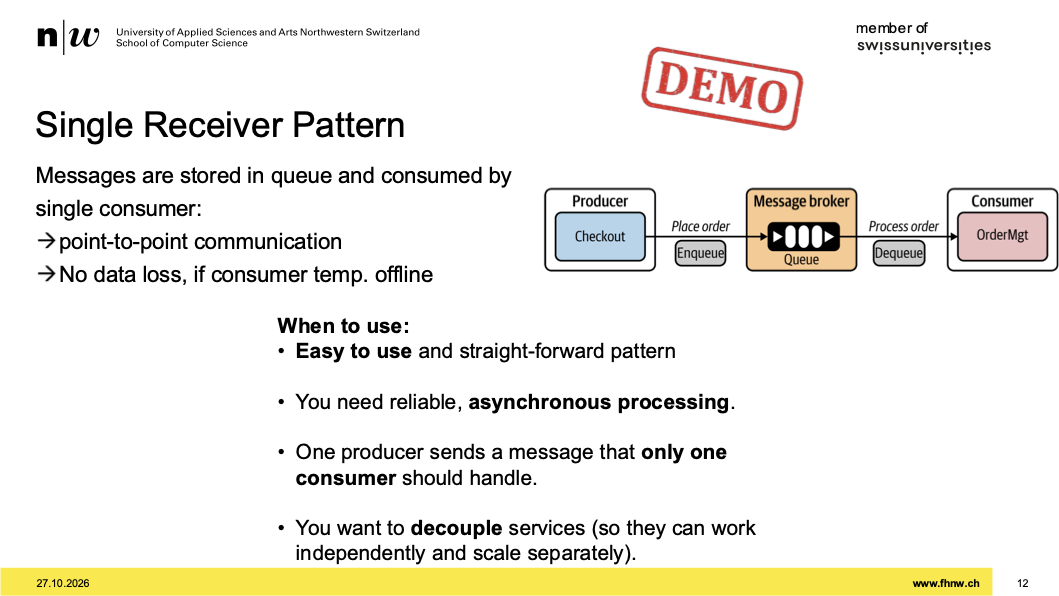 n|w
University of Applied Sciences and Arts Northwestern Switzerland
School of Computer Science
member of
swissuniversities
DEMO
Single Receiver Pattern
Messages are stored in queue and consumed by
single consumer:
→point-to-point communication
→No data loss, if consumer temp. offline
Producer
Checkout
Place order
Enqueue
Message broker
Queue
Process order
Dequeue
Consumer
OrderMgt
When to use:
• Easy to use and straight-forward pattern
• You need reliable, asynchronous processing.
• One producer sends a message that only one
consumer should handle.
• You want to decouple services (so they can work
independently and scale separately).
27.10.2026
www.fhnw.ch
12